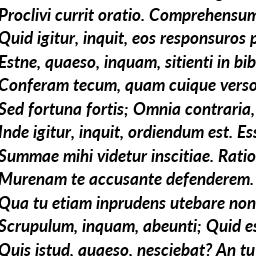 Proclivi currit oratio. Comprehensum
Quid igitur, inquit, eos responsuros p
Estne, quaeso, inquam, sitienti in bib
Conferam tecum, quam cuique verso
Sed fortuna fortis; Omnia contraria,
Inde igitur, inquit, ordiendum est. Ess
Summae mihi videtur inscitiae. Ratio
Murenam te accusante defenderem.
Qua tu etiam inprudens utebare non
Scrupulum, inquam, abeunti; Quid es
Quis istud, quaeso, nesciebat? An tu